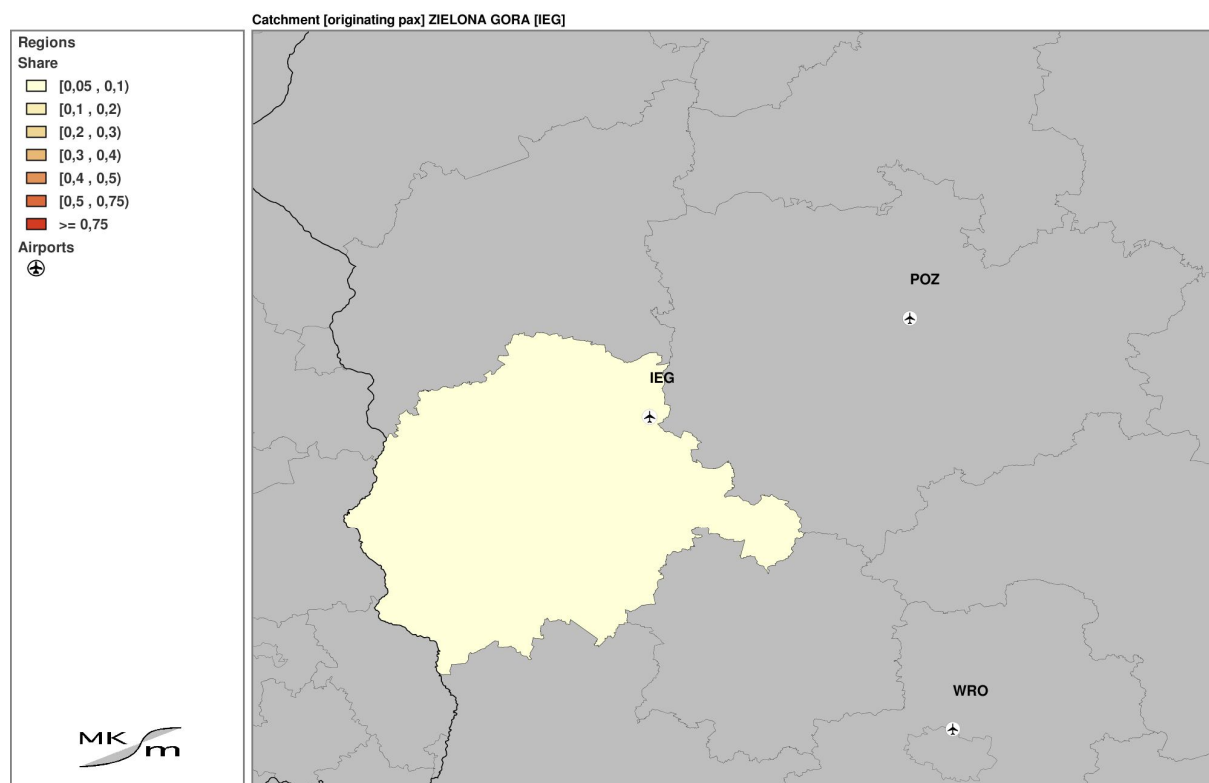 Catchment [originating pax] ZIELONA GORA [IEG]
Regions
Share
[0,05 , 0,1)
[0,1 , 0,2)
[0,2 , 0,3)
[0,3 , 0,4)
[0,4 , 0,5)
[0,5 , 0,75)
>= 0,75
Airports
POZ
IEG
WRO
MK
m